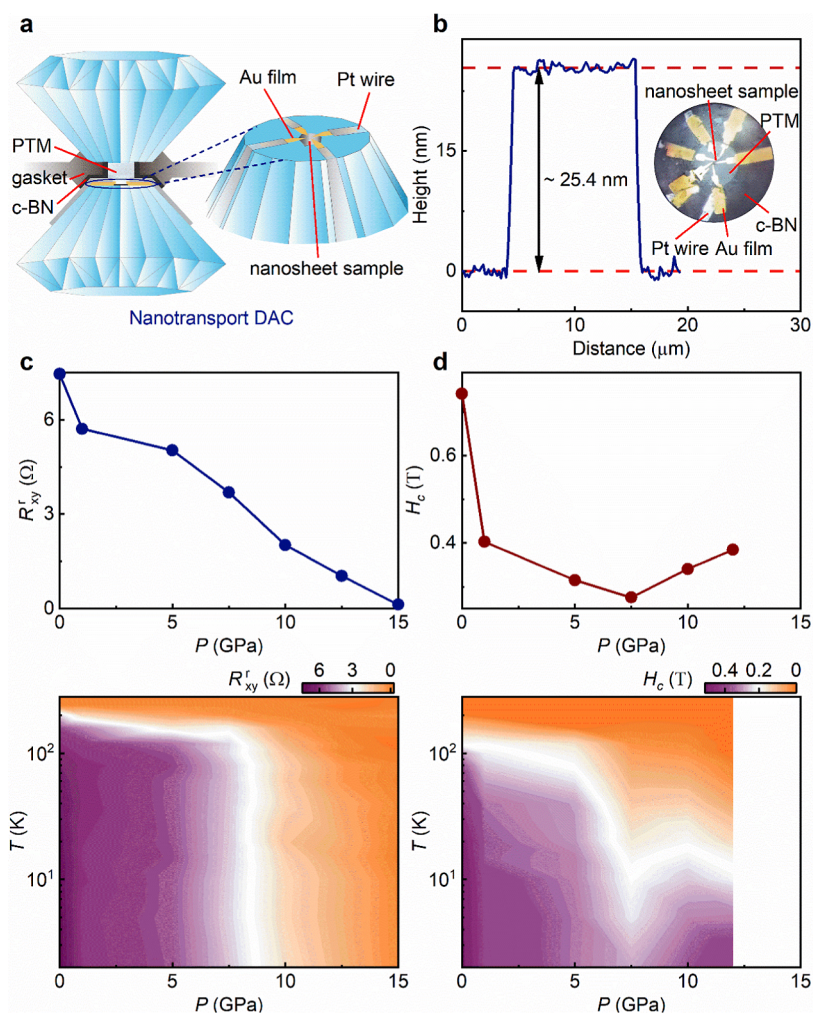 a
Au film
Pt wire
PTM
gasket
c-BN
nanosheet sample
Nanotransport DAC
b
Height (nm)
15
0
~ 25.4 nm
nanosheet sample
PTM
c-BN
Pt wire Au film
0 10 20 30
Distance (μm)
c
R^r_xy (Ω)
6
3
0
0 5 10 15
P (GPa)
d
H_c (T)
0.6
0.4
0 5 10 15
P (GPa)
R^r_xy (Ω) 6 3 0
T (K)
10^2
10^1
0 5 10 15
P (GPa)
H_c (T) 0.4 0.2 0
T (K)
10^2
10^1
0 5 10 15
P (GPa)